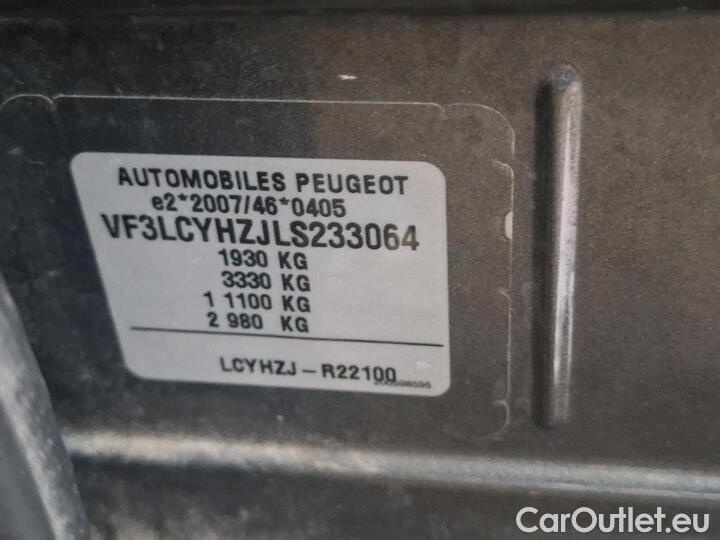 AUTOMOBILES PEUGEOT
e2*2007/46*0405
VF3LCYHZJLS233064
1930 KG
3330 KG
1 1100 KG
2 980 KG
LCYHZJ – R22100
CarOutlet.eu